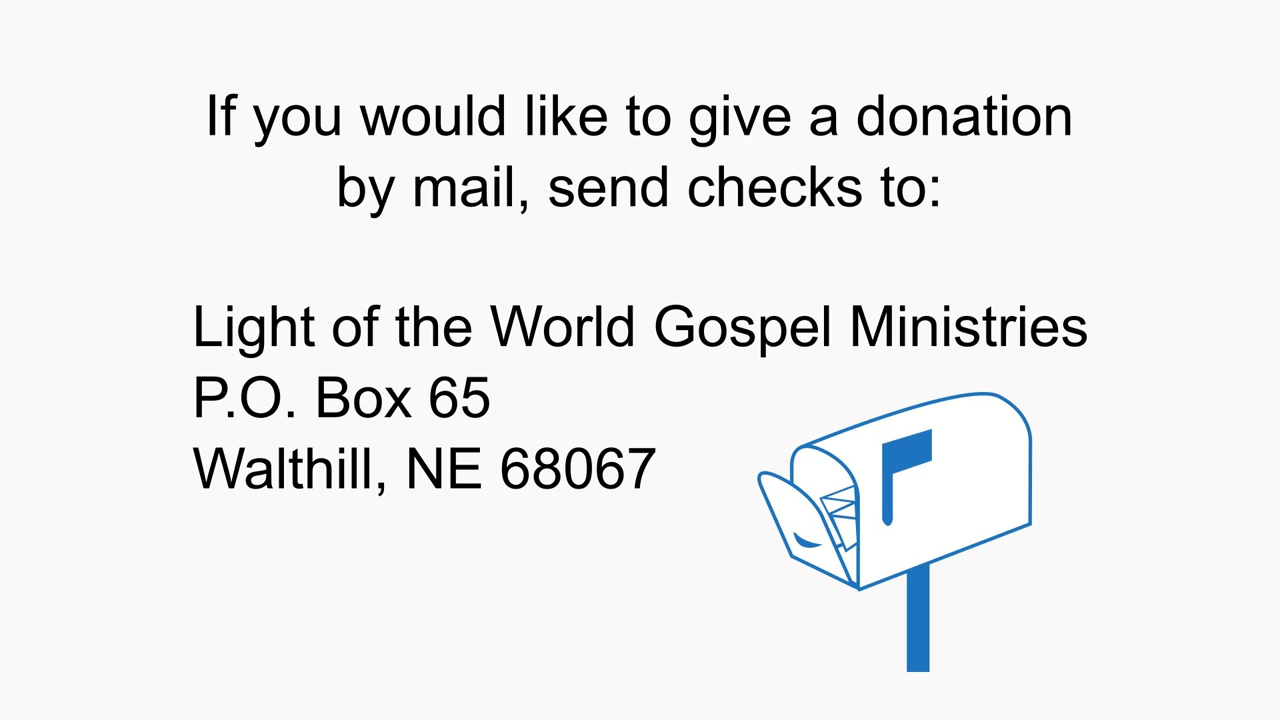 If you would like to give a donation
by mail, send checks to:
Light of the World Gospel Ministries
P.O. Box 65
Walthill, NE 68067